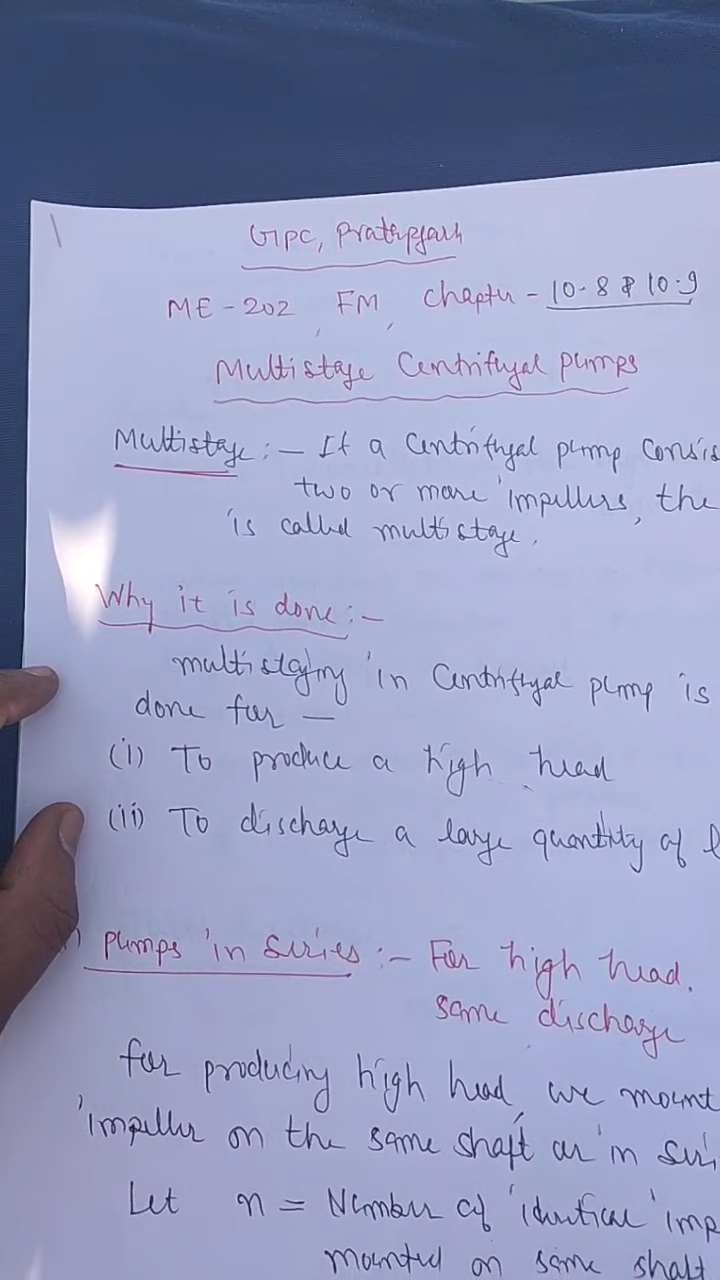 GPC, Pratapgarh
ME-202, FM, Chapter - 10.8 & 10.9
Multistage Centrifugal pumps
Multistage :- If a centrifugal pump consis
two or more impellers, the
is called multistage.
Why it is done :-
multistaging in centrifugal pump is
done for —
(i) To produce a high head
(ii) To discharge a large quantity of l
pumps in series :- For high head.
same discharge
for producing high head, we mount
impeller on the same shaft or in seri
Let n = Number of identical imp
mounted on same shaft